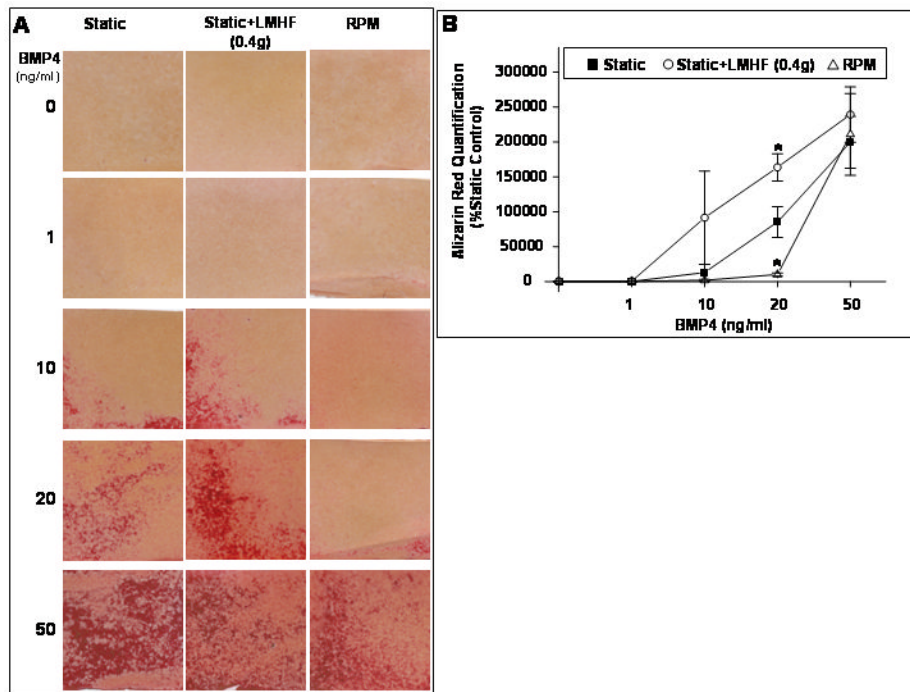 A
Static
Static+LMHF
(0.4g)
RPM
BMP4
(ng/ml)
0
1
10
20
50
B
Static
Static+LMHF (0.4g)
RPM
Alizarin Red Quantification
(%Static Control)
300000
250000
200000
150000
100000
50000
0
*
*
1
10
20
50
BMP4 (ng/ml)